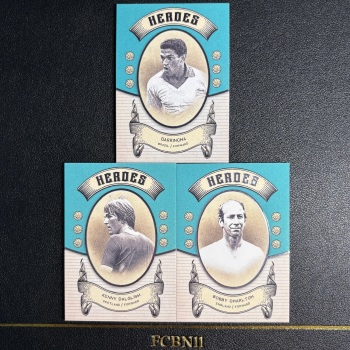 HEROES
GARRINCHA
BRAZIL / FORWARD
HEROES
KENNY DALGLISH
SCOTLAND / FORWARD
HEROES
BOBBY CHARLTON
ENGLAND / FORWARD
FCBN11